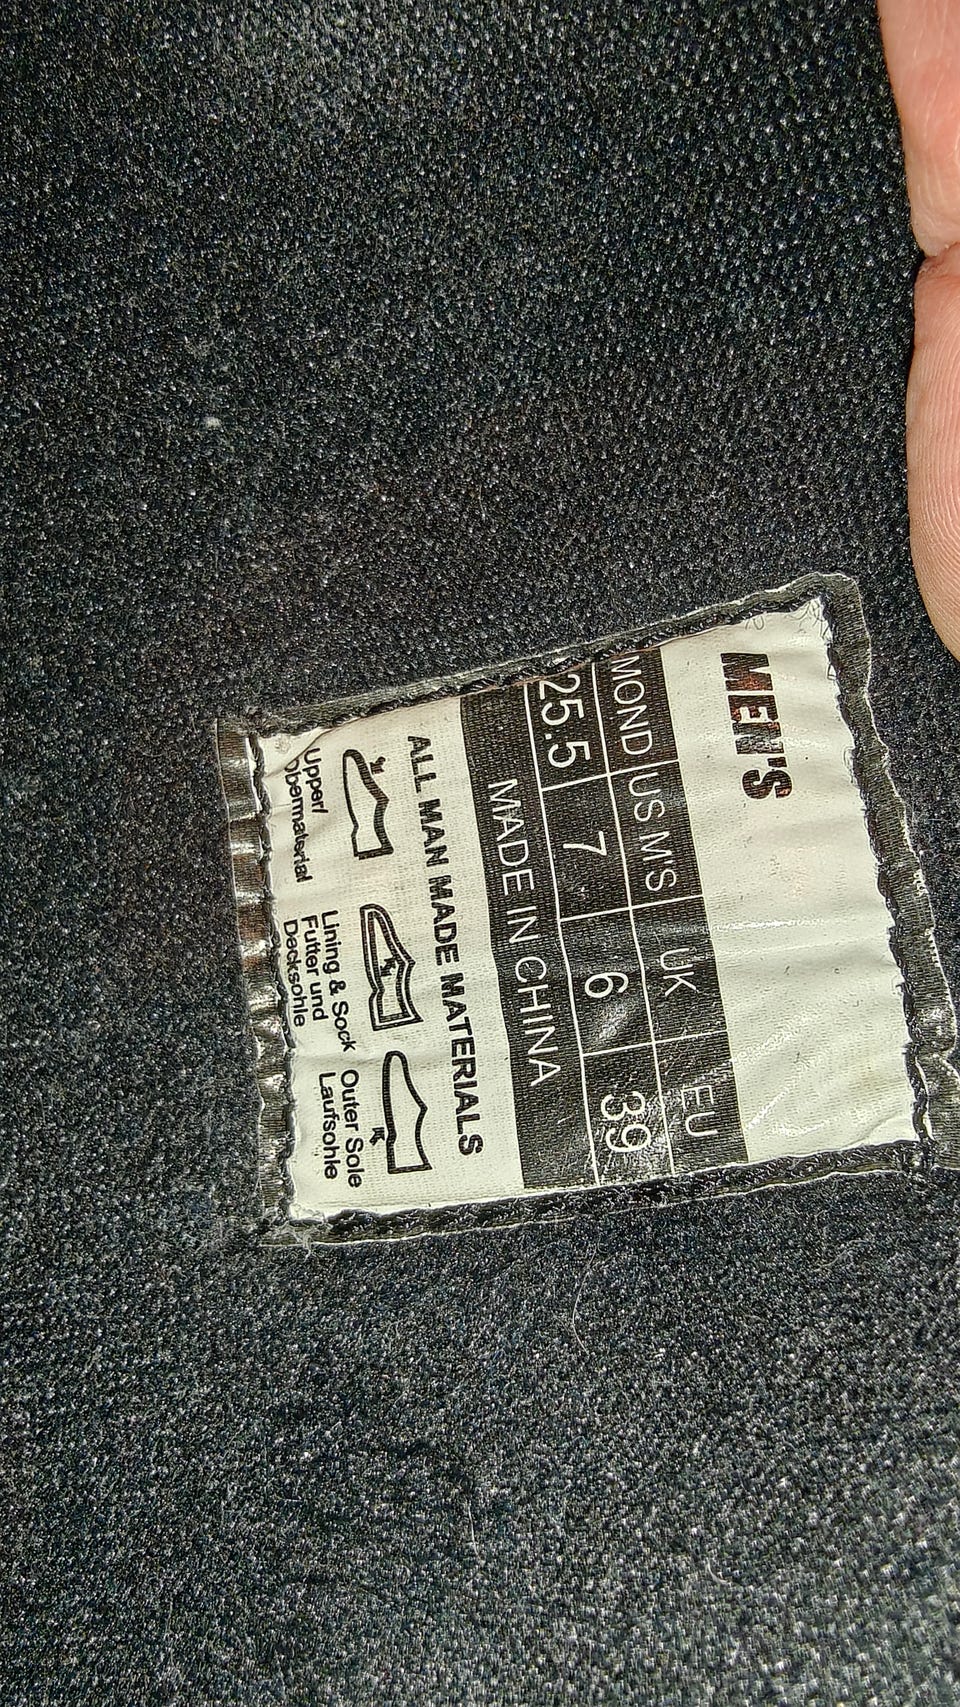 MEN'S
MOND US M'S UK EU
25.5 7 6 39
MADE IN CHINA
ALL MAN MADE MATERIALS
Upper/
Obermaterial
Lining & Sock
Futter und
Decksohle
Outer Sole
Laufsohle